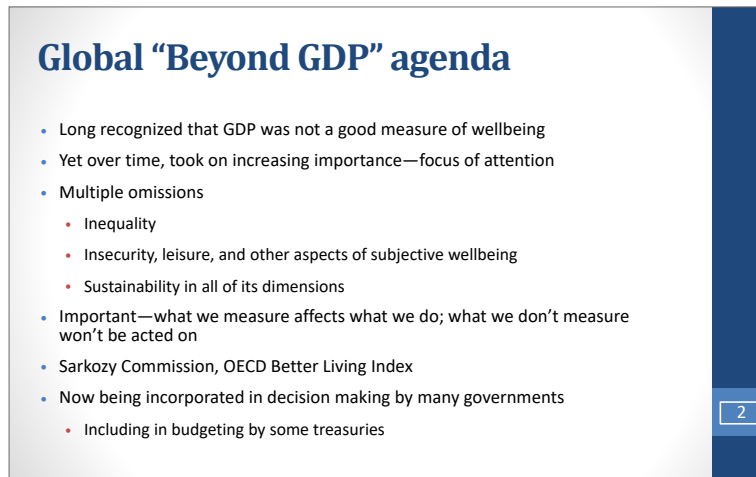 Global “Beyond GDP” agenda
• Long recognized that GDP was not a good measure of wellbeing
• Yet over time, took on increasing importance—focus of attention
• Multiple omissions
• Inequality
• Insecurity, leisure, and other aspects of subjective wellbeing
• Sustainability in all of its dimensions
• Important—what we measure affects what we do; what we don’t measure
won’t be acted on
• Sarkozy Commission, OECD Better Living Index
• Now being incorporated in decision making by many governments
• Including in budgeting by some treasuries
2